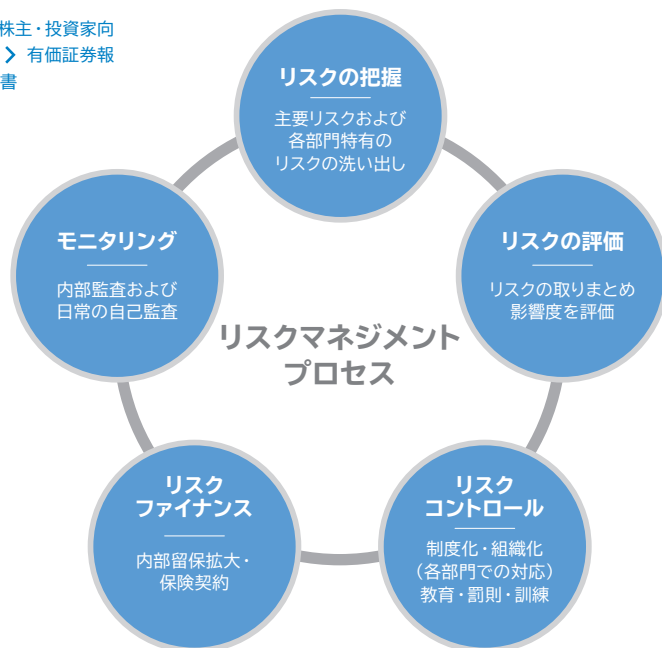 株主・投資家向
> 有価証券報
書
リスクの把握
主要リスクおよび
各部門特有の
リスクの洗い出し
リスクの評価
リスクの取りまとめ
影響度を評価
リスク
コントロール
制度化・組織化
（各部門での対応）
教育・罰則・訓練
リスク
ファイナンス
内部留保拡大・
保険契約
モニタリング
内部監査および
日常の自己監査
リスクマネジメント
プロセス